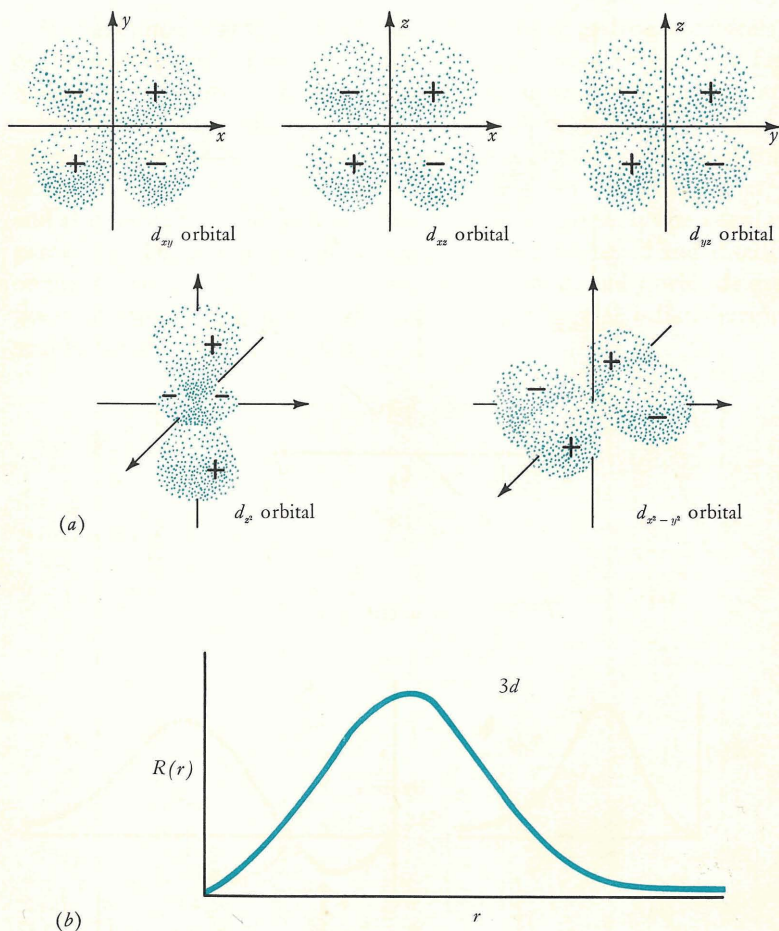 y
z
z
− +
− +
− +
x
x
y
+ −
+ −
+ −
d_xy orbital
d_xz orbital
d_yz orbital
+
− −
+
d_z² orbital
+
− −
+
d_x²−y² orbital
(a)
3d
R(r)
r
(b)